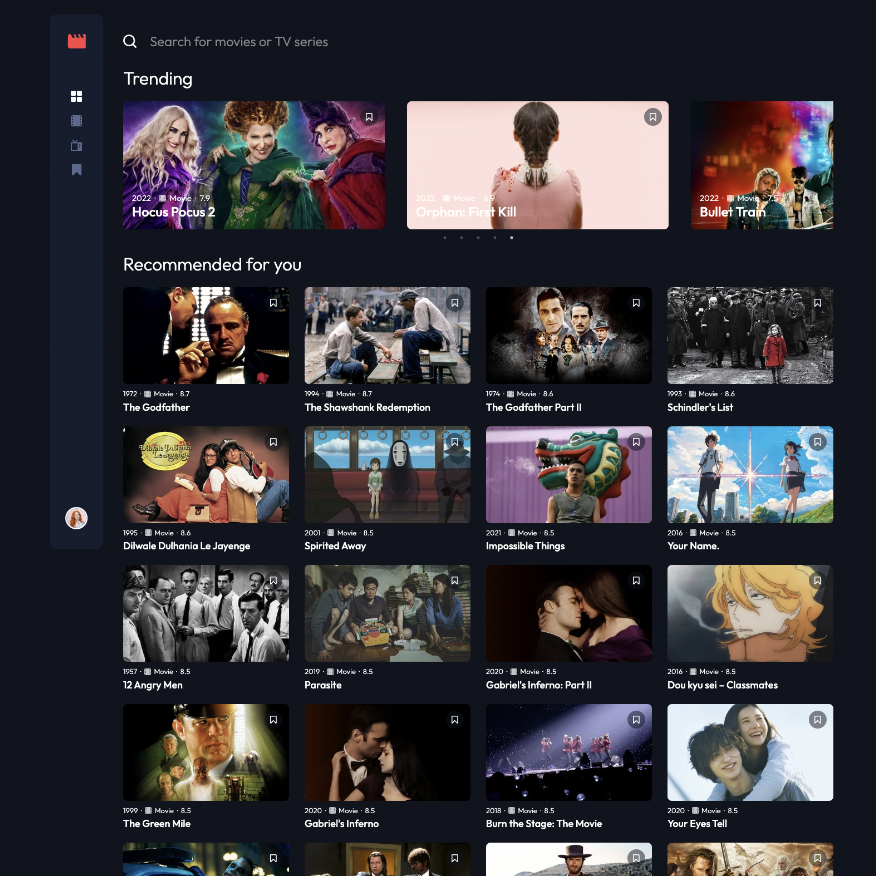 Search for movies or TV series
Trending
2022 · Movie · 7.9
Hocus Pocus 2
2022 · Movie · 6.9
Orphan: First Kill
2022 · Movie · 7.5
Bullet Train
Recommended for you
1972 · Movie · 8.7
The Godfather
1994 · Movie · 8.7
The Shawshank Redemption
1974 · Movie · 8.6
The Godfather Part II
1993 · Movie · 8.6
Schindler's List
Dilwale Dulhania
Le Jayenge
1995 · Movie · 8.6
Dilwale Dulhania Le Jayenge
2001 · Movie · 8.5
Spirited Away
2021 · Movie · 8.5
Impossible Things
2016 · Movie · 8.5
Your Name.
1957 · Movie · 8.5
12 Angry Men
2019 · Movie · 8.5
Parasite
2020 · Movie · 8.5
Gabriel's Inferno: Part II
2016 · Movie · 8.5
Dou kyu sei – Classmates
1999 · Movie · 8.5
The Green Mile
2020 · Movie · 8.5
Gabriel's Inferno
2018 · Movie · 8.5
Burn the Stage: The Movie
2020 · Movie · 8.5
Your Eyes Tell